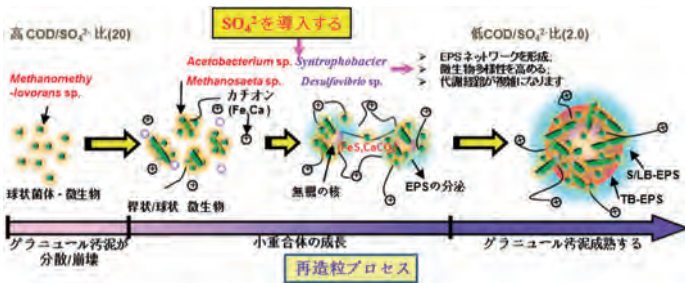 SO₄²を導入する
高 COD/SO₄²⁻比(20)
低COD/SO₄²⁻比(2.0)
Methanomethy
-lovorans sp.
Acetobacterium sp.
Methanosaeta sp.
Syntrophobacter
Desulfovibrio sp.
➢ EPSネットワークを形成;
➢ 微生物多様性を高める;
➢ 代謝経路が複雑になります
カチオン
(Fe,Ca)
(FeS,CaCO₃)
球状菌体・微生物
桿状/球状 微生物
無機の核
EPSの分泌
S/LB-EPS
TB-EPS
グラニュール汚泥が
分散/崩壊
小重合体の成長
グラニュール汚泥成熟する
再造粒プロセス